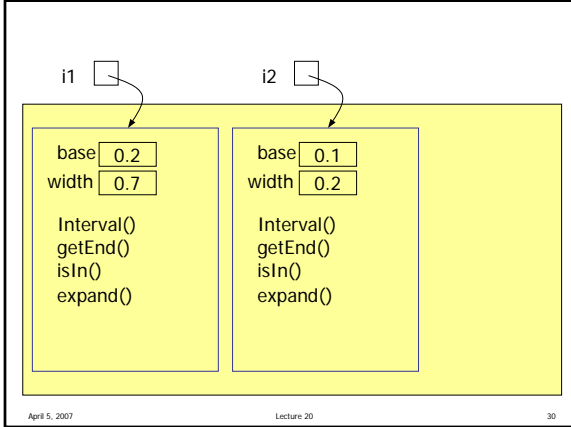 i1
i2
base 0.2
width 0.7
Interval()
getEnd()
isIn()
expand()
base 0.1
width 0.2
Interval()
getEnd()
isIn()
expand()
April 5, 2007
Lecture 20
30